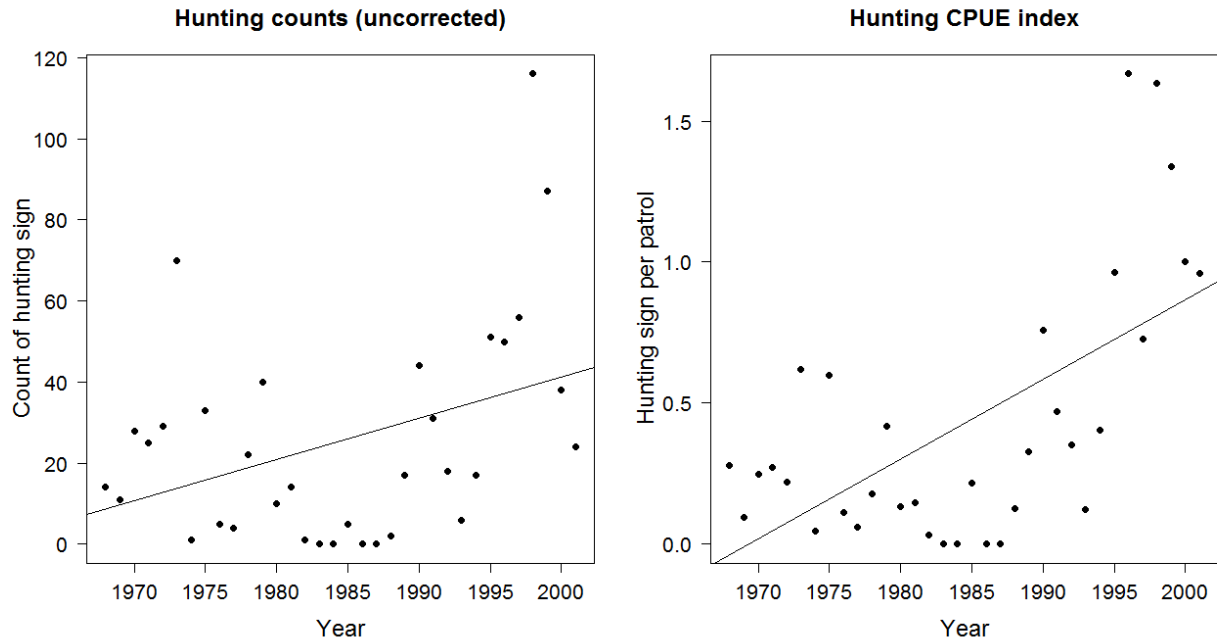 Hunting counts (uncorrected)
Count of hunting sign
120
100
80
60
40
20
0
1970 1975 1980 1985 1990 1995 2000
Year
Hunting CPUE index
Hunting sign per patrol
1.5
1.0
0.5
0.0
1970 1975 1980 1985 1990 1995 2000
Year